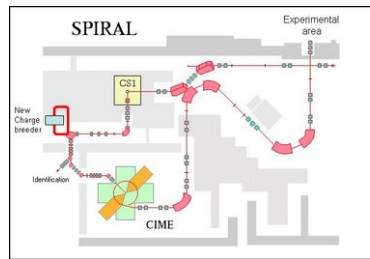 SPIRAL
Experimental
area
CS1
New
Charge
breeder
Identification
CIME